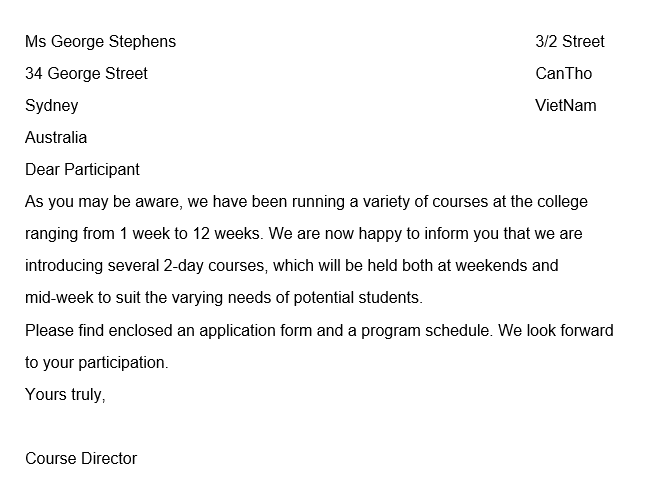 Ms George Stephens 3/2 Street
34 George Street CanTho
Sydney VietNam
Australia
Dear Participant
As you may be aware, we have been running a variety of courses at the college
ranging from 1 week to 12 weeks. We are now happy to inform you that we are
introducing several 2-day courses, which will be held both at weekends and
mid-week to suit the varying needs of potential students.
Please find enclosed an application form and a program schedule. We look forward
to your participation.
Yours truly,
Course Director